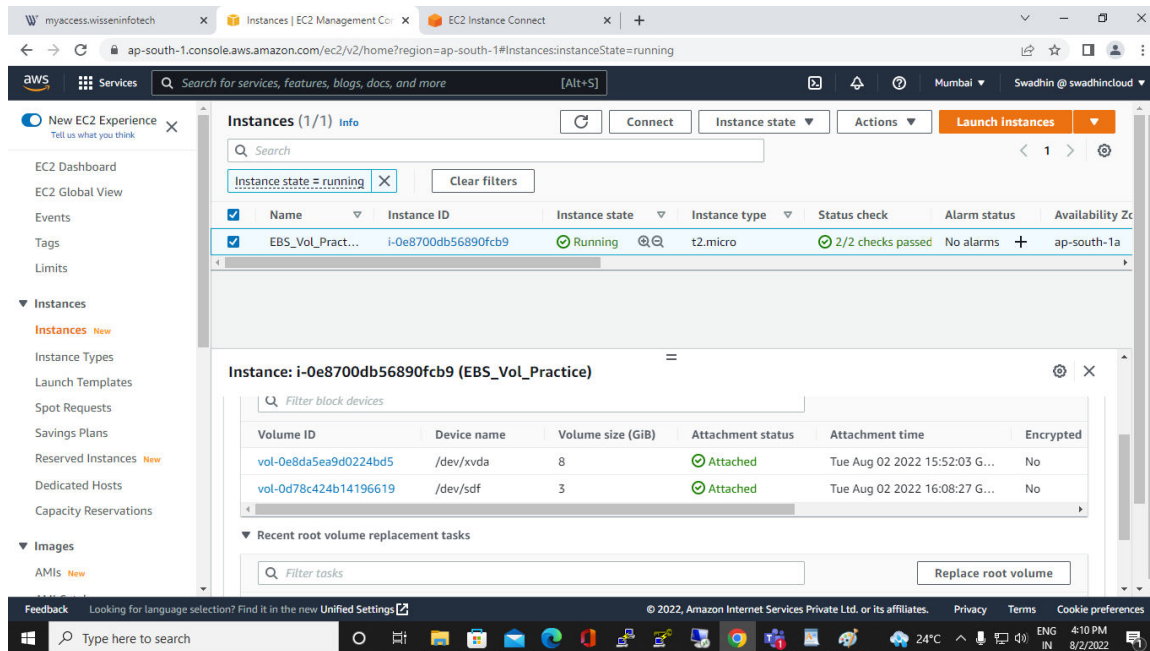 myaccess.wisseninfotech
Instances | EC2 Management Cor
EC2 Instance Connect
ap-south-1.console.aws.amazon.com/ec2/v2/home?region=ap-south-1#Instances:instanceState=running
aws
Services
Search for services, features, blogs, docs, and more
[Alt+S]
Mumbai
Swadhin @ swadhincloud
New EC2 Experience
Tell us what you think
EC2 Dashboard
EC2 Global View
Events
Tags
Limits
Instances
Instances New
Instance Types
Launch Templates
Spot Requests
Savings Plans
Reserved Instances New
Dedicated Hosts
Capacity Reservations
Images
AMIs New
Instances (1/1) Info
Connect
Instance state
Actions
Launch instances
Search
1
Instance state = running
Clear filters
Name Instance ID Instance state Instance type Status check Alarm status Availability Zo
EBS_Vol_Pract... i-0e8700db56890fcb9 Running t2.micro 2/2 checks passed No alarms + ap-south-1a
Instance: i-0e8700db56890fcb9 (EBS_Vol_Practice)
Filter block devices
Volume ID Device name Volume size (GiB) Attachment status Attachment time Encrypted
vol-0e8da5ea9d0224bd5 /dev/xvda 8 Attached Tue Aug 02 2022 15:52:03 G... No
vol-0d78c424b14196619 /dev/sdf 3 Attached Tue Aug 02 2022 16:08:27 G... No
Recent root volume replacement tasks
Filter tasks
Replace root volume
Feedback Looking for language selection? Find it in the new Unified Settings © 2022, Amazon Internet Services Private Ltd. or its affiliates. Privacy Terms Cookie preferences
Type here to search
24°C
ENG
IN
4:10 PM
8/2/2022